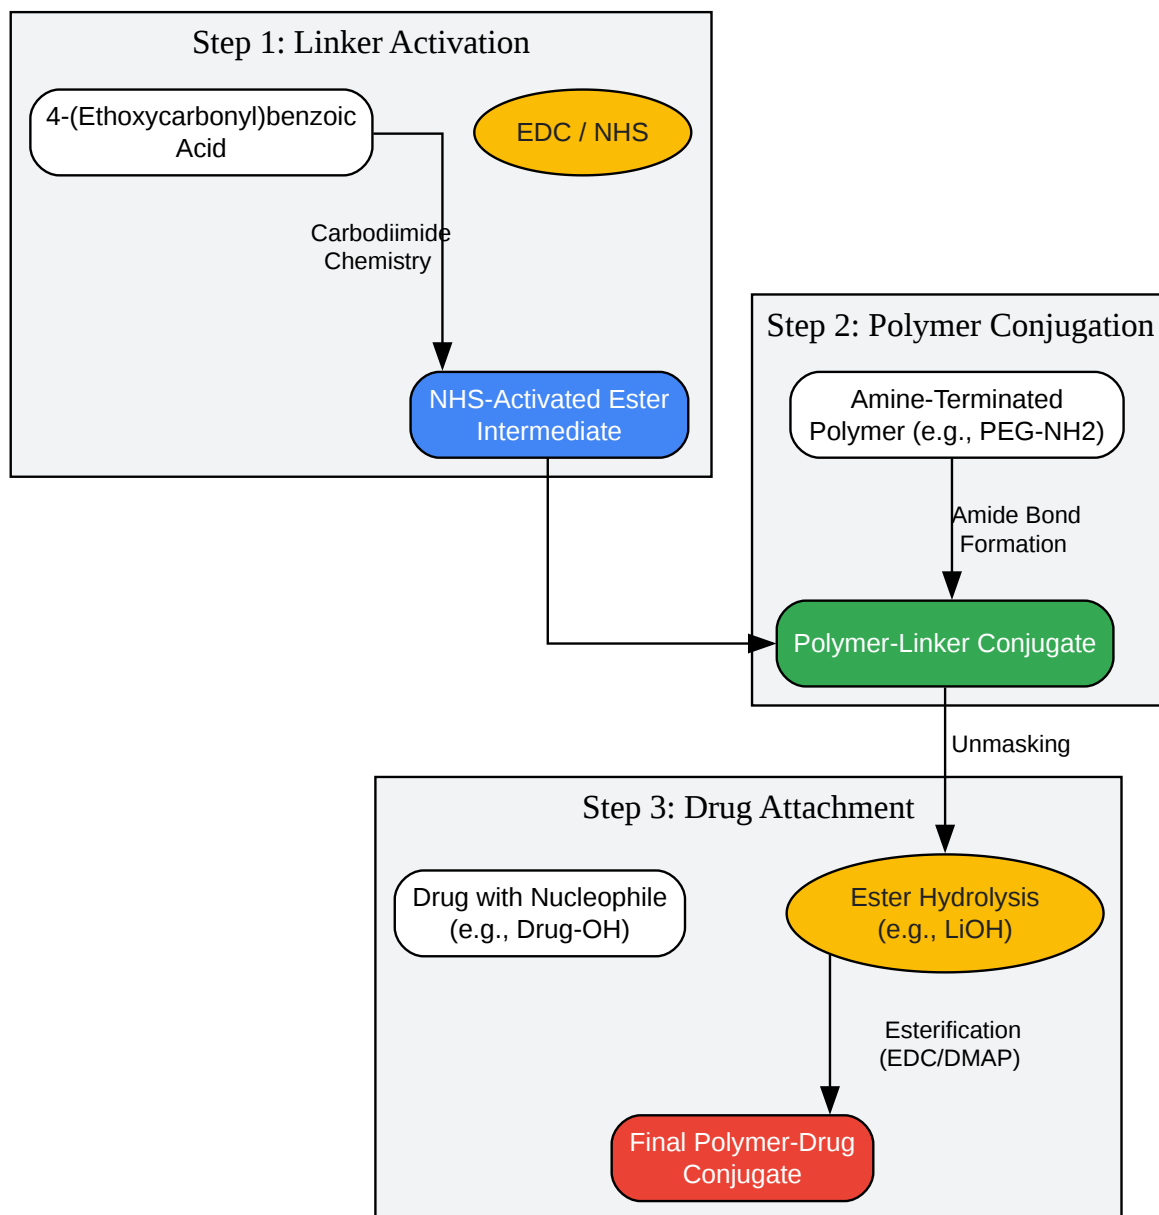 Step 1: Linker Activation
4-(Ethoxycarbonyl)benzoic
Acid
EDC / NHS
Carbodiimide
Chemistry
NHS-Activated Ester
Intermediate
Step 2: Polymer Conjugation
Amine-Terminated
Polymer (e.g., PEG-NH2)
Amide Bond
Formation
Polymer-Linker Conjugate
Unmasking
Step 3: Drug Attachment
Drug with Nucleophile
(e.g., Drug-OH)
Ester Hydrolysis
(e.g., LiOH)
Esterification
(EDC/DMAP)
Final Polymer-Drug
Conjugate